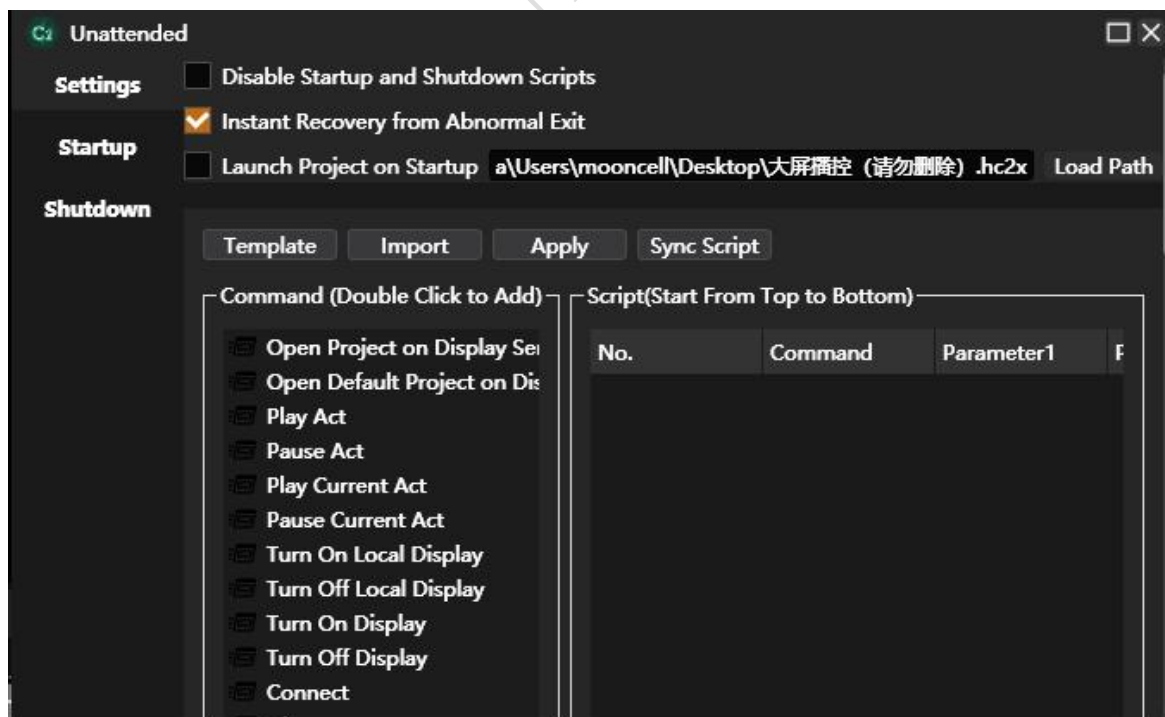 Unattended
Settings
Startup
Shutdown
Disable Startup and Shutdown Scripts
Instant Recovery from Abnormal Exit
Launch Project on Startup a\Users\mooncell\Desktop\大屏播控（请勿删除）.hc2x Load Path
Template Import Apply Sync Script
Command (Double Click to Add)
Open Project on Display Ser
Open Default Project on Dis
Play Act
Pause Act
Play Current Act
Pause Current Act
Turn On Local Display
Turn Off Local Display
Turn On Display
Turn Off Display
Connect
Script(Start From Top to Bottom)
No. Command Parameter1